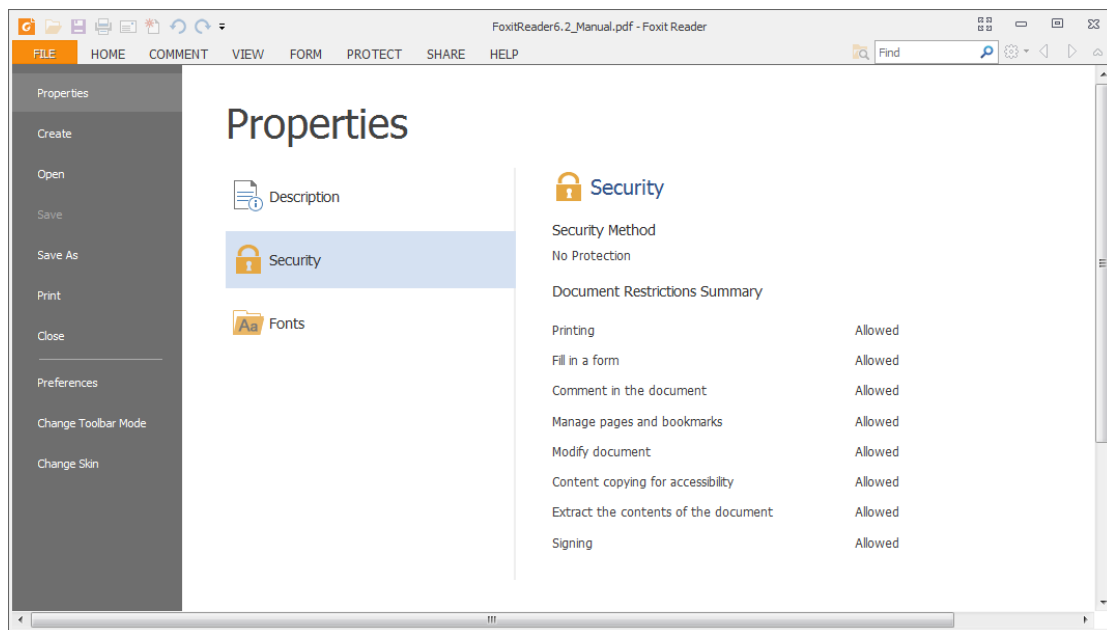 FoxitReader6.2_Manual.pdf - Foxit Reader
FILE HOME COMMENT VIEW FORM PROTECT SHARE HELP Find
Properties
Create
Open
Save
Save As
Print
Close
Preferences
Change Toolbar Mode
Change Skin
Properties
Description
Security
Aa Fonts
Security
Security Method
No Protection
Document Restrictions Summary
Printing Allowed
Fill in a form Allowed
Comment in the document Allowed
Manage pages and bookmarks Allowed
Modify document Allowed
Content copying for accessibility Allowed
Extract the contents of the document Allowed
Signing Allowed